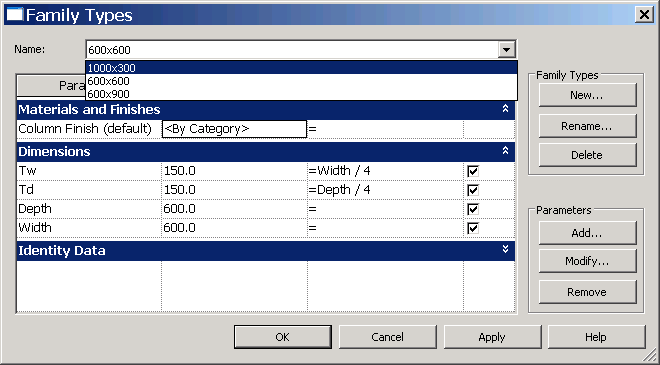 Family Types
Name: 600x600
1000x300
600x600
600x900
Para
Materials and Finishes
Column Finish (default) <By Category> =
Dimensions
Tw 150.0 =Width / 4
Td 150.0 =Depth / 4
Depth 600.0 =
Width 600.0 =
Identity Data
Family Types
New...
Rename...
Delete
Parameters
Add...
Modify...
Remove
OK Cancel Apply Help